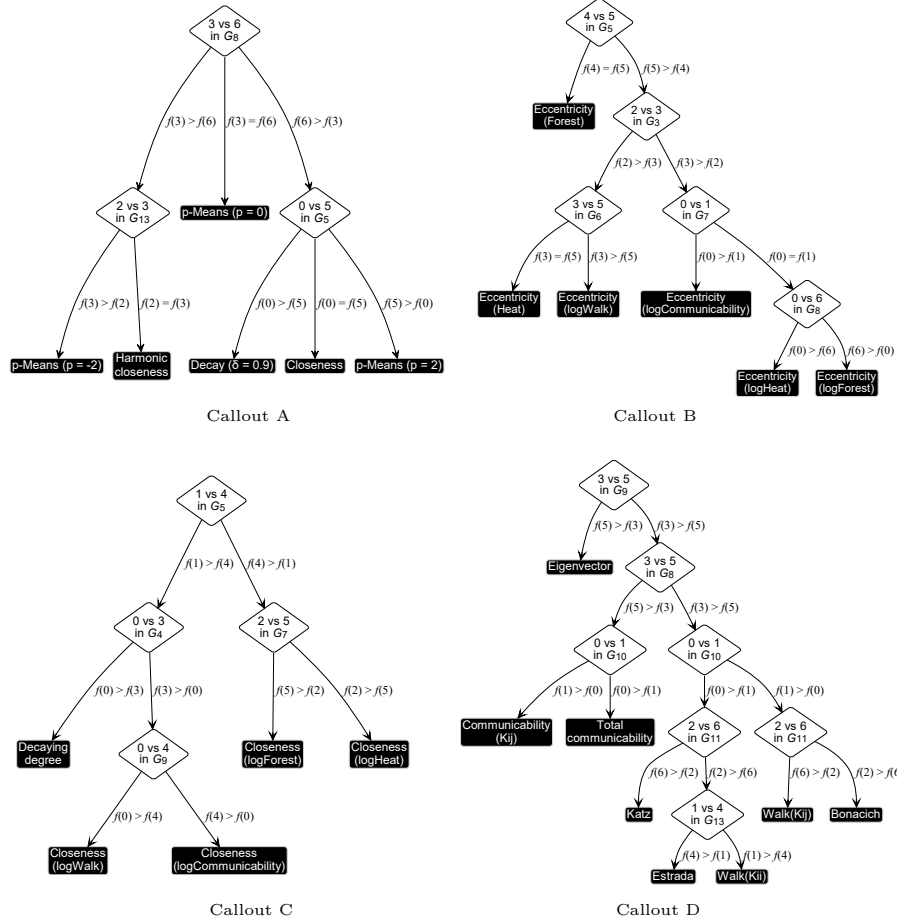 3 vs 6
in G8
f(3) > f(6)
f(3) = f(6)
f(6) > f(3)
2 vs 3
in G13
p-Means (p = 0)
0 vs 5
in G5
f(3) > f(2)
f(2) = f(3)
f(0) > f(5)
f(0) = f(5)
f(5) > f(0)
p-Means (p = -2)
Harmonic
closeness
Decay (δ = 0.9)
Closeness
p-Means (p = 2)
Callout A
4 vs 5
in G5
f(4) = f(5)
f(5) > f(4)
Eccentricity
(Forest)
2 vs 3
in G3
f(2) > f(3)
f(3) > f(2)
3 vs 5
in G6
0 vs 1
in G7
f(3) = f(5)
f(3) > f(5)
f(0) > f(1)
f(0) = f(1)
Eccentricity
(Heat)
Eccentricity
(logWalk)
Eccentricity
(logCommunicability)
0 vs 6
in G8
f(0) > f(6)
f(6) > f(0)
Eccentricity
(logHeat)
Eccentricity
(logForest)
Callout B
1 vs 4
in G5
f(1) > f(4)
f(4) > f(1)
0 vs 3
in G4
2 vs 5
in G7
f(0) > f(3)
f(3) > f(0)
f(5) > f(2)
f(2) > f(5)
Decaying
degree
0 vs 4
in G9
Closeness
(logForest)
Closeness
(logHeat)
f(0) > f(4)
f(4) > f(0)
Closeness
(logWalk)
Closeness
(logCommunicability)
Callout C
3 vs 5
in G9
f(5) > f(3)
f(3) > f(5)
Eigenvector
3 vs 5
in G8
f(5) > f(3)
f(3) > f(5)
0 vs 1
in G10
0 vs 1
in G10
f(1) > f(0)
f(0) > f(1)
f(0) > f(1)
f(1) > f(0)
Communicability
(Kij)
Total
communicability
2 vs 6
in G11
2 vs 6
in G11
f(6) > f(2)
f(2) > f(6)
f(6) > f(2)
f(2) > f(6
Katz
1 vs 4
in G13
Walk(Kij)
Bonacich
f(4) > f(1)
f(1) > f(4)
Estrada
Walk(Kii)
Callout D